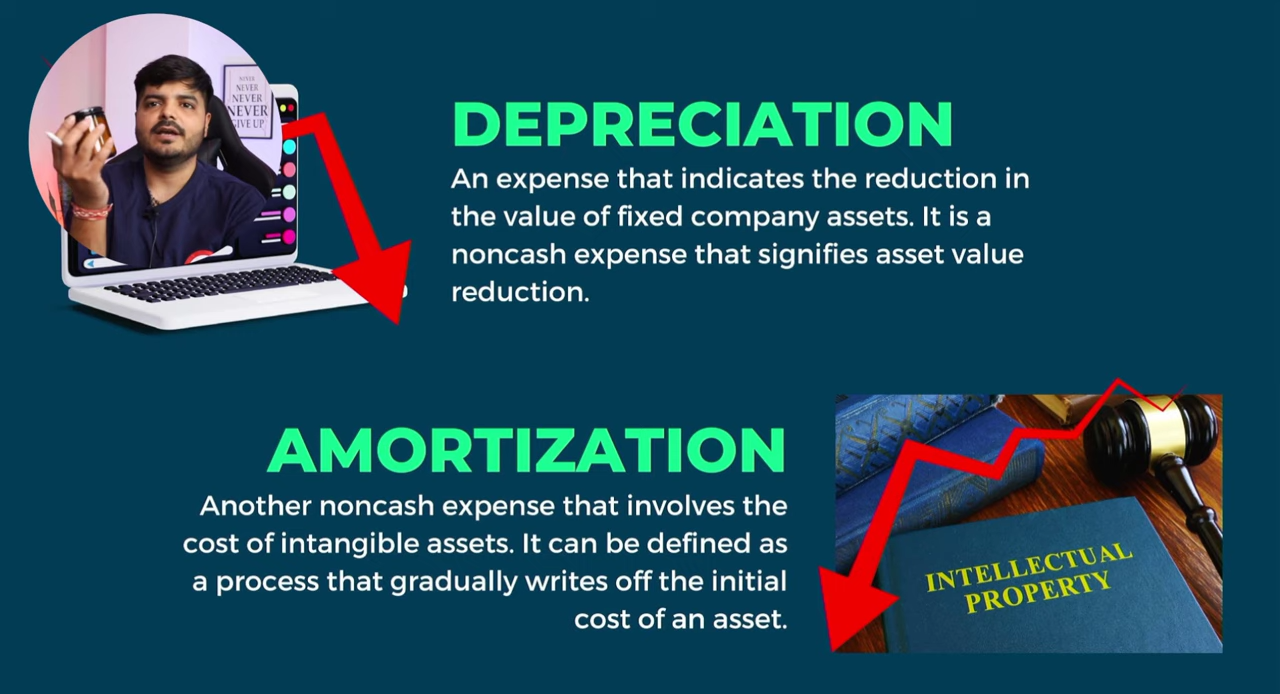 NEVER
NEVER
NEVER
NEVER
GIVE UP
DEPRECIATION
An expense that indicates the reduction in
the value of fixed company assets. It is a
noncash expense that signifies asset value
reduction.
AMORTIZATION
Another noncash expense that involves the
cost of intangible assets. It can be defined as
a process that gradually writes off the initial
cost of an asset.
INTELLECTUAL
PROPERTY